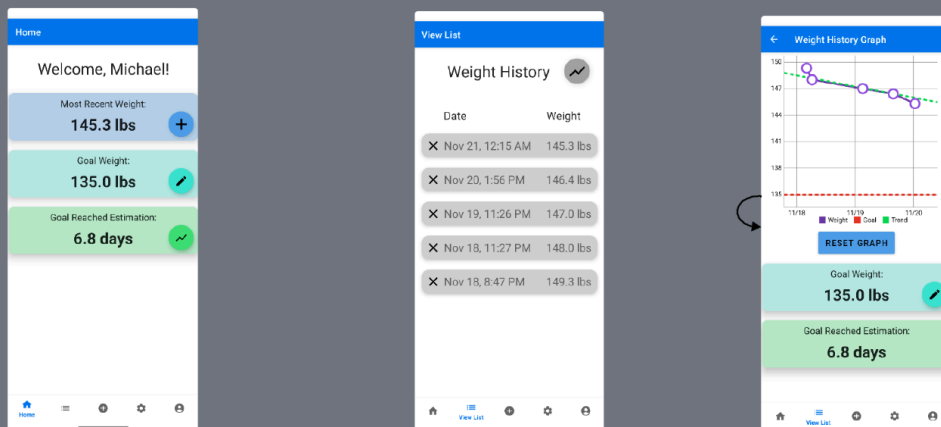 Home
Welcome, Michael!
Most Recent Weight:
145.3 lbs
Goal Weight:
135.0 lbs
Goal Reached Estimation:
6.8 days
Home
View List
Weight History
Date Weight
Nov 21, 12:15 AM 145.3 lbs
Nov 20, 1:56 PM 146.4 lbs
Nov 19, 11:26 PM 147.0 lbs
Nov 18, 11:27 PM 148.0 lbs
Nov 18, 8:47 PM 149.3 lbs
View List
Weight History Graph
150
147
144
141
138
135
11/18 11/19 11/20
Weight Goal Trend
RESET GRAPH
Goal Weight:
135.0 lbs
Goal Reached Estimation:
6.8 days
View List